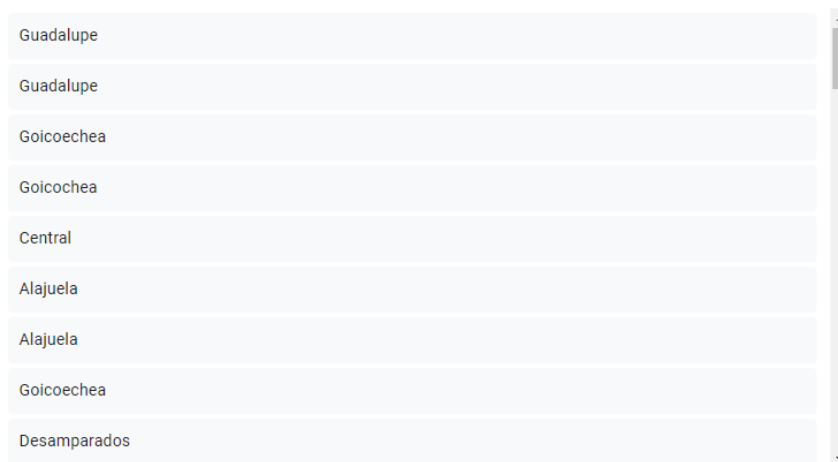 Guadalupe
Guadalupe
Goicoechea
Goicochea
Central
Alajuela
Alajuela
Goicoechea
Desamparados